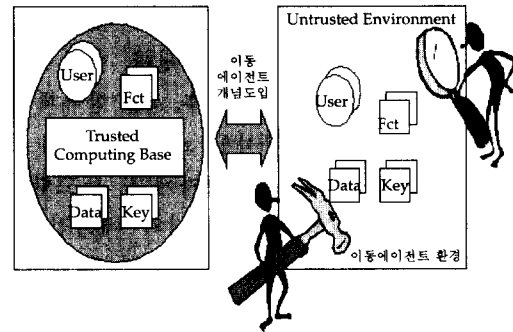 User
Fct
Trusted
Computing Base
Data
Key
이동
에이전트
개념도입
Untrusted Environment
User
Fct
Data
Key
이동에이전트 환경